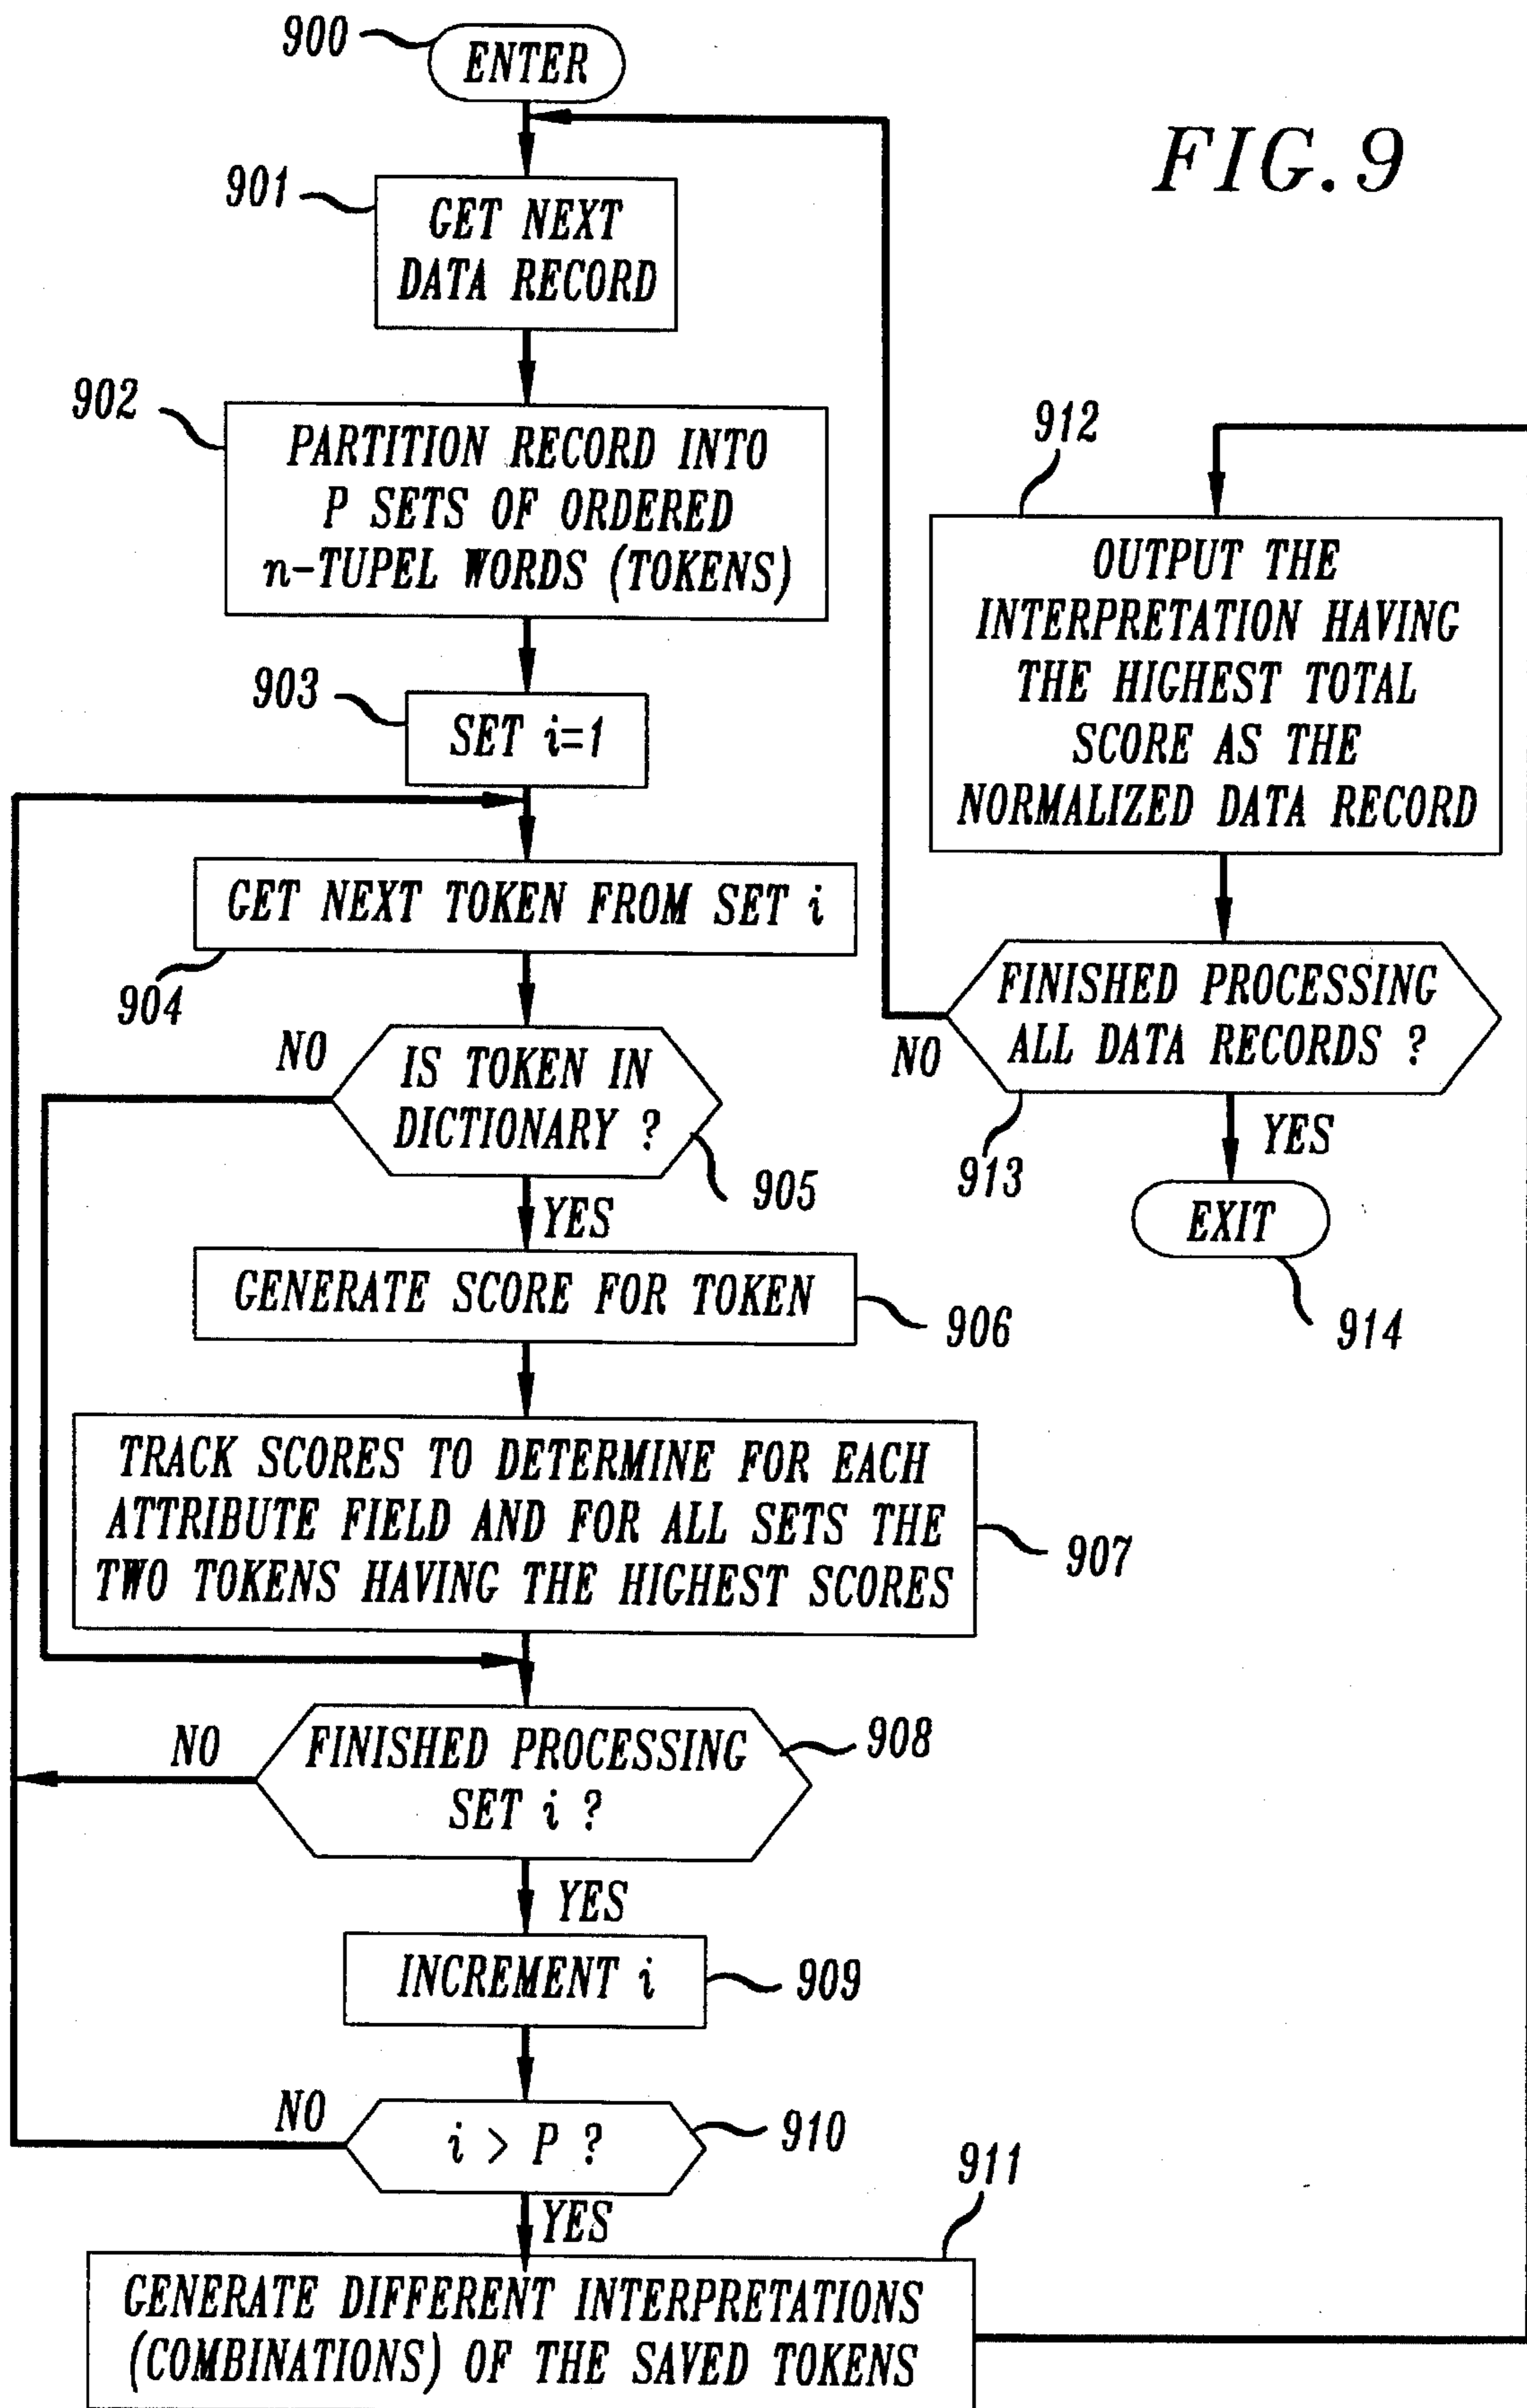 FIG. 9
900
ENTER
901
GET NEXT
DATA RECORD
902
PARTITION RECORD INTO
P SETS OF ORDERED
n-TUPEL WORDS (TOKENS)
903
SET i=1
GET NEXT TOKEN FROM SET i
904
NO
IS TOKEN IN
DICTIONARY ?
905
YES
GENERATE SCORE FOR TOKEN
906
TRACK SCORES TO DETERMINE FOR EACH
ATTRIBUTE FIELD AND FOR ALL SETS THE
TWO TOKENS HAVING THE HIGHEST SCORES
907
NO
FINISHED PROCESSING
SET i ?
908
YES
INCREMENT i
909
NO
i > P ?
910
YES
911
GENERATE DIFFERENT INTERPRETATIONS
(COMBINATIONS) OF THE SAVED TOKENS
912
OUTPUT THE
INTERPRETATION HAVING
THE HIGHEST TOTAL
SCORE AS THE
NORMALIZED DATA RECORD
FINISHED PROCESSING
ALL DATA RECORDS ?
NO
913
YES
EXIT
914